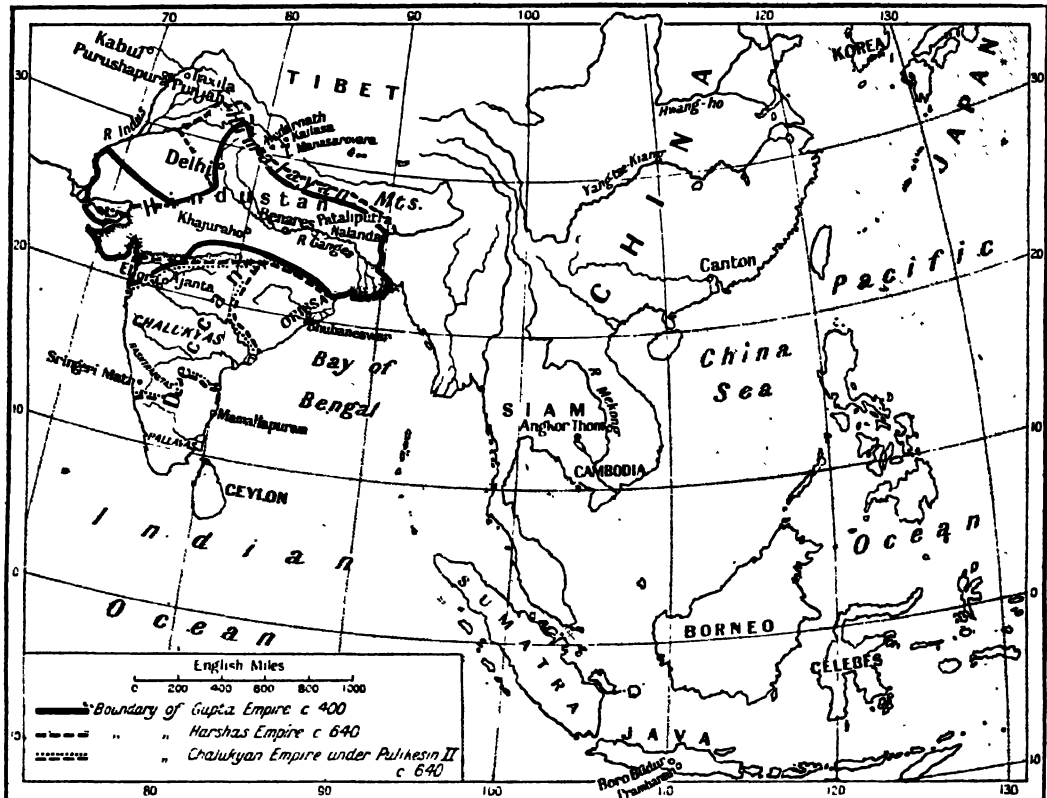 70
80
90
120
130
Kabul
Purushapura
Taxila
Punjab
TIBET
KOREA
JAPAN
30
30
R Indus
Kailasa
Manasarowara
Hwang-ho
CHINA
Delhi
Himalayan Mts.
Yangtse-Kiang
Hindustan
Benares
Pataliputra
Nalanda
Khajuraho
R Ganges
20
20
Canton
Pacific
Ellora
Ajanta
ORISSA
Bhubaneswar
CHALUKYAS
Deccan
Bay of
Bengal
China
Sea
Sringeri Math
Mamallapuram
PALLAVAS
SIAM
R Mekong
Angkor Thom
CAMBODIA
10
10
CEYLON
Indian
Ocean
Ocean
0
0
SUMATRA
BORNEO
CELEBES
JAVA
Boro Budur
Prambanan
English Miles
0 200 400 600 800 1000
Boundary of Gupta Empire c 400
" " Harshas Empire c 640
" Chalukyan Empire under Pulikesin II
c 640
10
10
80
90
100
110
120
130